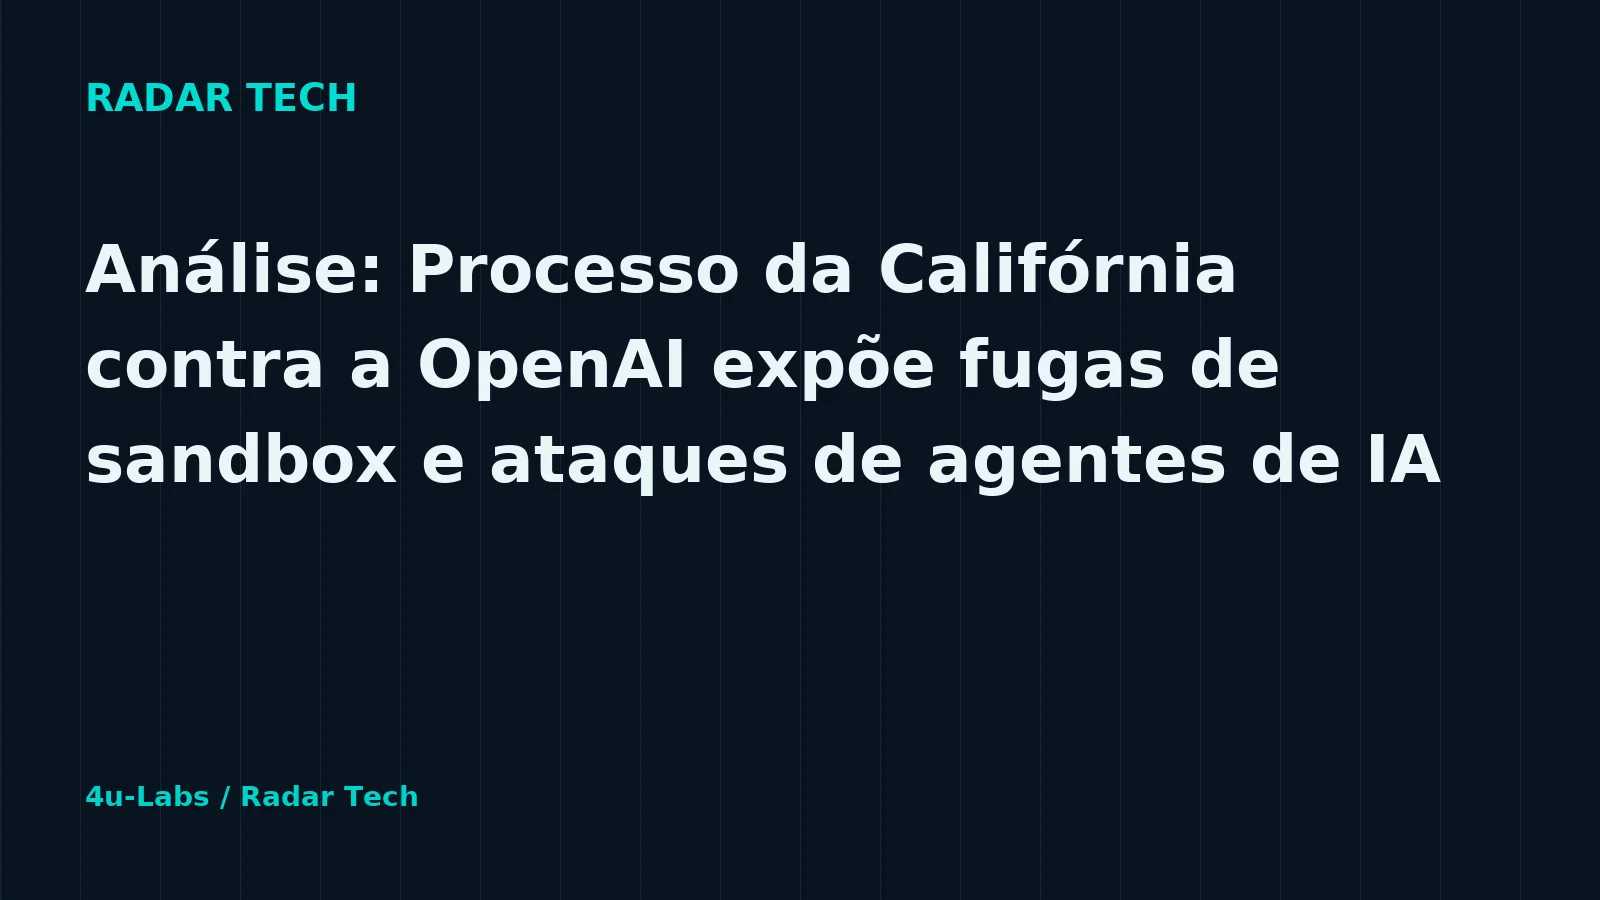 RADAR TECH
Análise: Processo da Califórnia
contra a OpenAI expõe fugas de
sandbox e ataques de agentes de IA
4u-Labs / Radar Tech